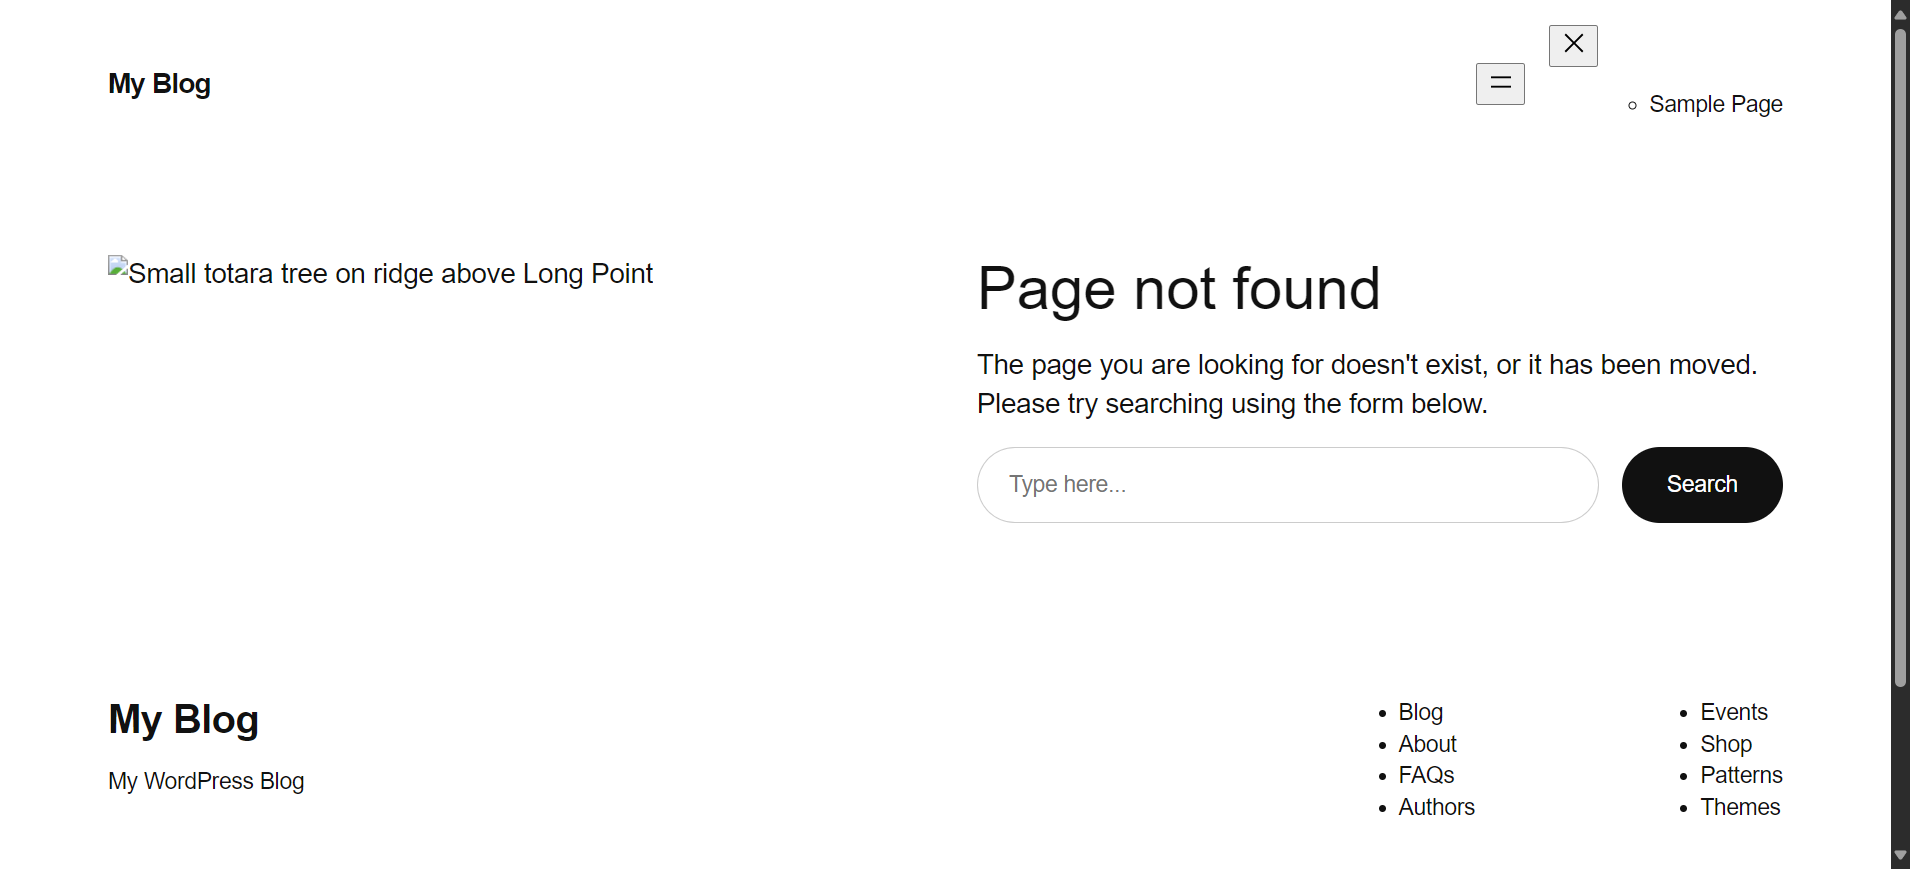 My Blog
Sample Page
Small totara tree on ridge above Long Point
Page not found
The page you are looking for doesn't exist, or it has been moved.
Please try searching using the form below.
Type here...
Search
My Blog
My WordPress Blog
Blog
About
FAQs
Authors
Events
Shop
Patterns
Themes